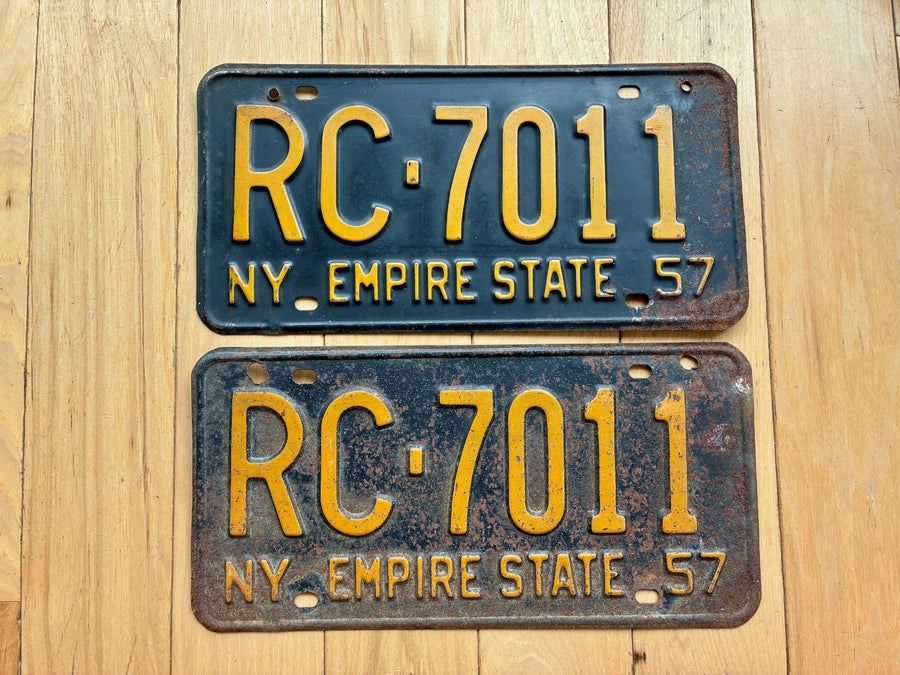 RC·7011
NY EMPIRE STATE 57
RC·7011
NY EMPIRE STATE 57